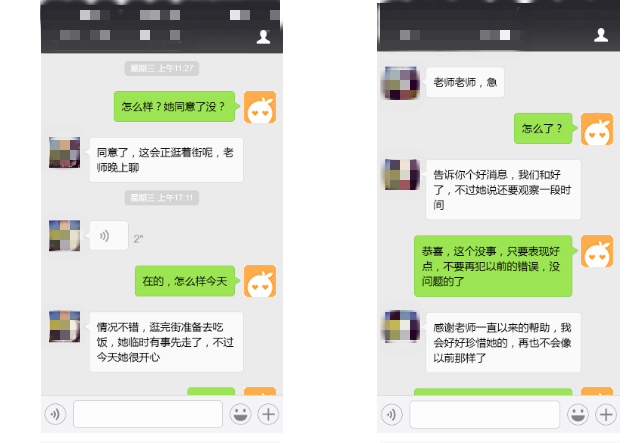 星期三 上午11:27
怎么样？她同意了没？
同意了，这会正逛着街呢，老
师晚上聊
星期三 上午17:11
2"
在的，怎么样今天
情况不错，逛完街准备去吃
饭，她临时有事先走了，不过
今天她很开心
老师老师，急
怎么了？
告诉你个好消息，我们和好
了，不过她说还要观察一段时
间
恭喜，这个没事，只要表现好
点，不要再犯以前的错误，没
问题的了
感谢老师一直以来的帮助，我
会好好珍惜她的，再也不会像
以前那样了